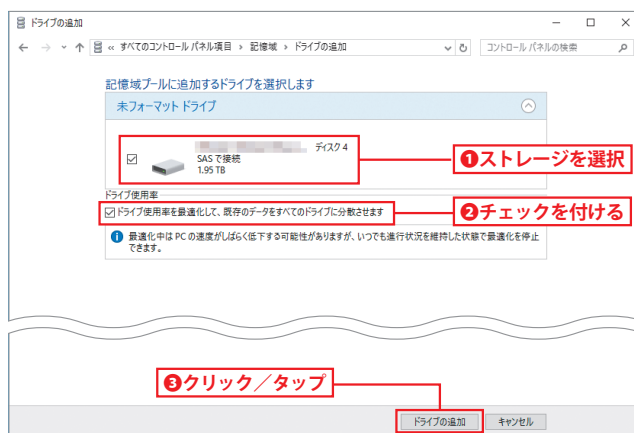 ドライブの追加
« すべてのコントロール パネル項目 › 記憶域 › ドライブの追加
コントロール パネルの検索
記憶域プールに追加するドライブを選択します
未フォーマット ドライブ
ディスク 4
SAS で接続
1.95 TB
❶ストレージを選択
ドライブ使用率
ドライブ使用率を最適化して、既存のデータをすべてのドライブに分散させます
❷チェックを付ける
最適化中は PC の速度がしばらく低下する可能性がありますが、いつでも進行状況を維持した状態で最適化を停止
できます。
❸クリック／タップ
ドライブの追加
キャンセル